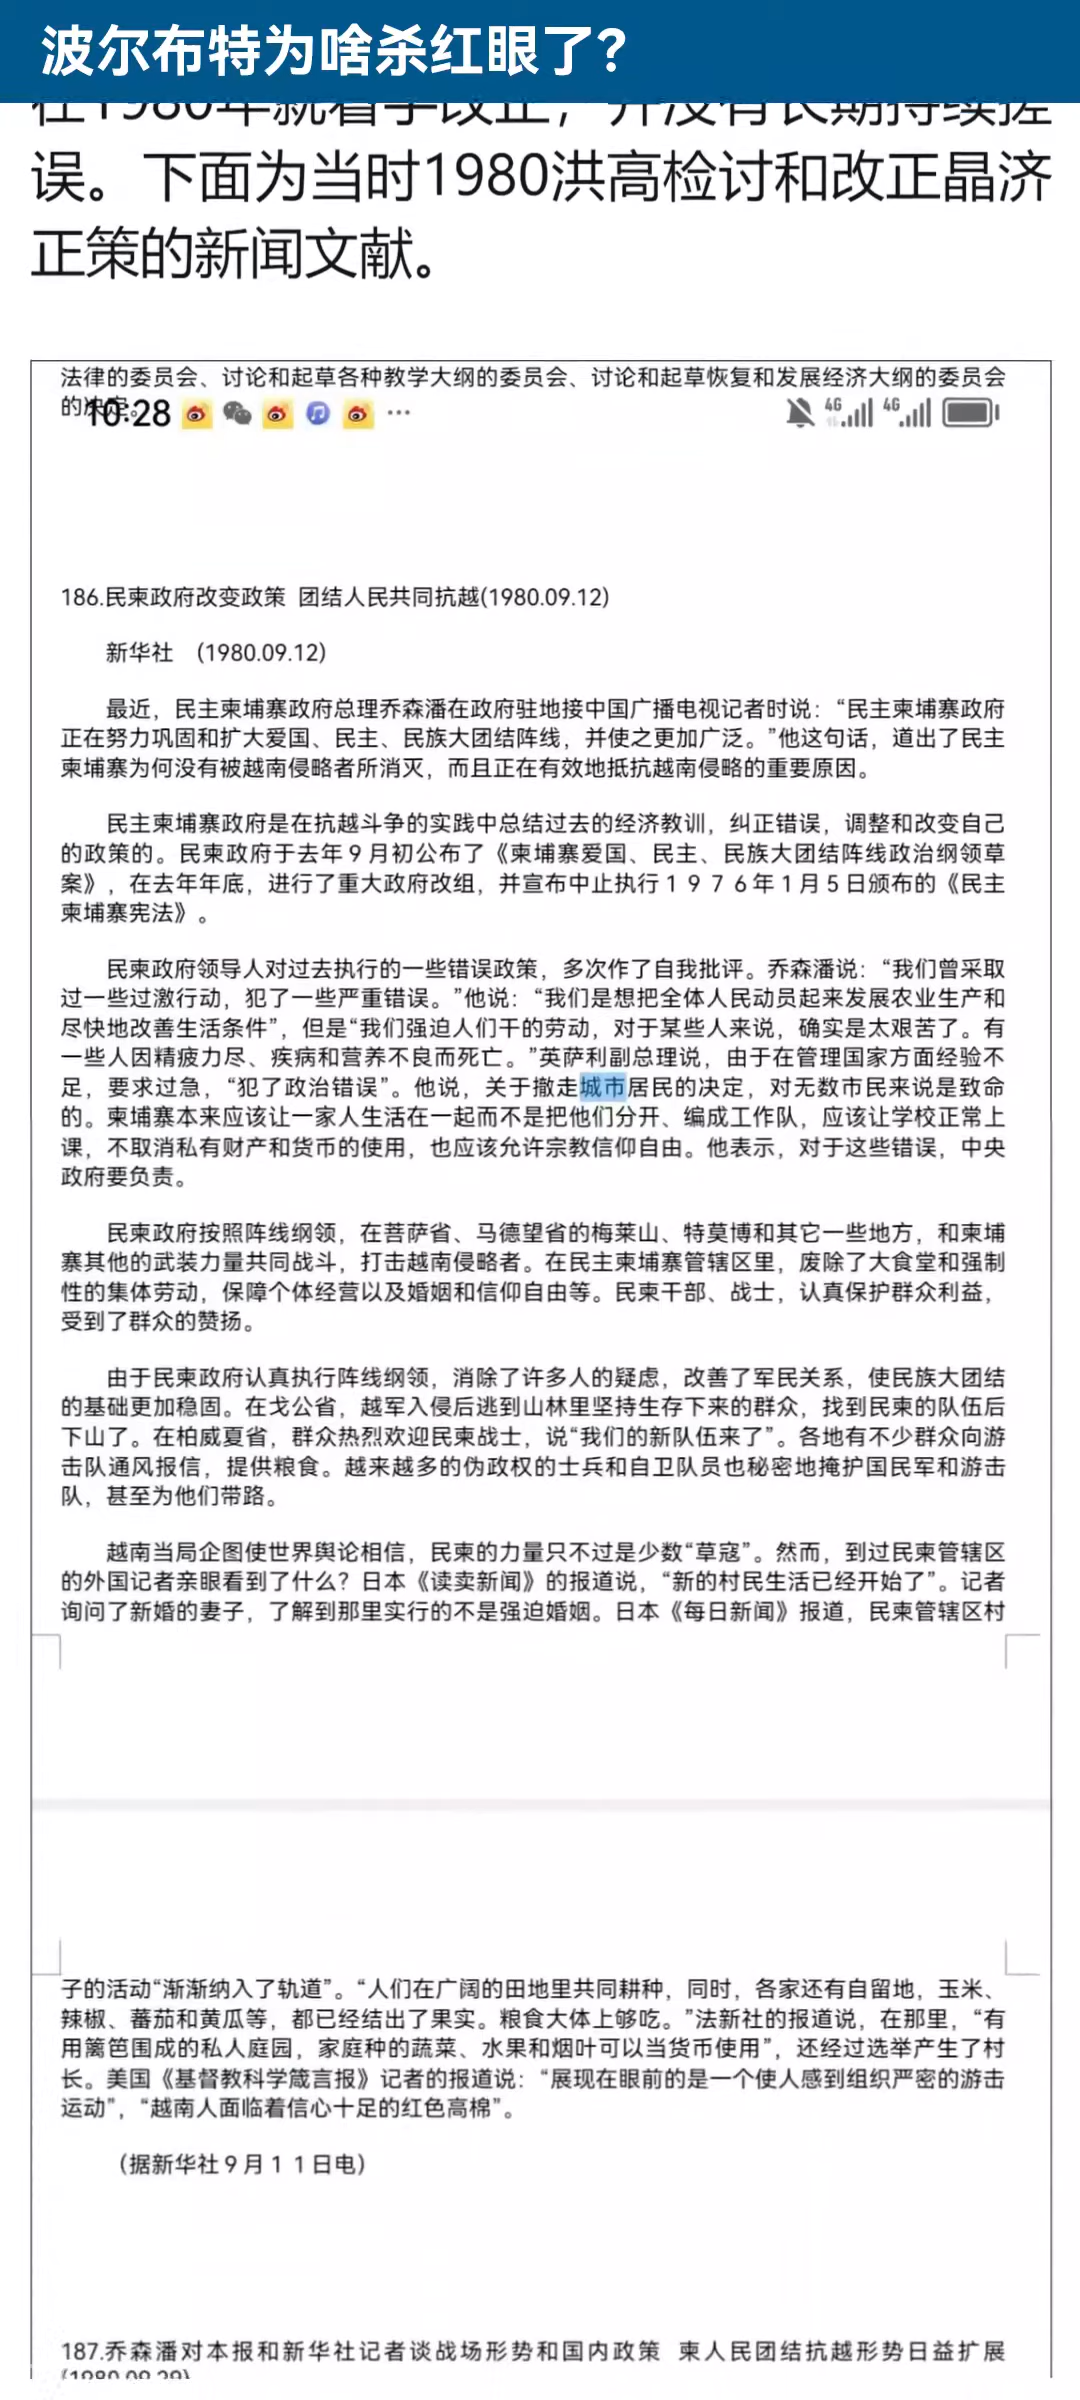 波尔布特为啥杀红眼了？
在1980年就着手改正，并没有长期持续搓
误。下面为当时1980洪高检讨和改正晶济
正策的新闻文献。
法律的委员会、讨论和起草各种教学大纲的委员会、讨论和起草恢复和发展经济大纲的委员会
的决定。
10:28
4G 4G
186.民柬政府改变政策 团结人民共同抗越(1980.09.12)
新华社 (1980.09.12)
最近，民主柬埔寨政府总理乔森潘在政府驻地接中国广播电视记者时说：“民主柬埔寨政府
正在努力巩固和扩大爱国、民主、民族大团结阵线，并使之更加广泛。”他这句话，道出了民主
柬埔寨为何没有被越南侵略者所消灭，而且正在有效地抵抗越南侵略的重要原因。
民主柬埔寨政府是在抗越斗争的实践中总结过去的经济教训，纠正错误，调整和改变自己
的政策的。民柬政府于去年９月初公布了《柬埔寨爱国、民主、民族大团结阵线政治纲领草
案》，在去年年底，进行了重大政府改组，并宣布中止执行１９７６年１月５日颁布的《民主
柬埔寨宪法》。
民柬政府领导人对过去执行的一些错误政策，多次作了自我批评。乔森潘说：“我们曾采取
过一些过激行动，犯了一些严重错误。”他说：“我们是想把全体人民动员起来发展农业生产和
尽快地改善生活条件”，但是“我们强迫人们干的劳动，对于某些人来说，确实是太艰苦了。有
一些人因精疲力尽、疾病和营养不良而死亡。”英萨利副总理说，由于在管理国家方面经验不
足，要求过急，“犯了政治错误”。他说，关于撤走城市居民的决定，对无数市民来说是致命
的。柬埔寨本来应该让一家人生活在一起而不是把他们分开、编成工作队，应该让学校正常上
课，不取消私有财产和货币的使用，也应该允许宗教信仰自由。他表示，对于这些错误，中央
政府要负责。
民柬政府按照阵线纲领，在菩萨省、马德望省的梅莱山、特莫博和其它一些地方，和柬埔
寨其他的武装力量共同战斗，打击越南侵略者。在民主柬埔寨管辖区里，废除了大食堂和强制
性的集体劳动，保障个体经营以及婚姻和信仰自由等。民柬干部、战士，认真保护群众利益，
受到了群众的赞扬。
由于民柬政府认真执行阵线纲领，消除了许多人的疑虑，改善了军民关系，使民族大团结
的基础更加稳固。在戈公省，越军入侵后逃到山林里坚持生存下来的群众，找到民柬的队伍后
下山了。在柏威夏省，群众热烈欢迎民柬战士，说“我们的新队伍来了”。各地有不少群众向游
击队通风报信，提供粮食。越来越多的伪政权的士兵和自卫队员也秘密地掩护国民军和游击
队，甚至为他们带路。
越南当局企图使世界舆论相信，民柬的力量只不过是少数“草寇”。然而，到过民柬管辖区
的外国记者亲眼看到了什么？日本《读卖新闻》的报道说，“新的村民生活已经开始了”。记者
询问了新婚的妻子，了解到那里实行的不是强迫婚姻。日本《每日新闻》报道，民柬管辖区村
子的活动“渐渐纳入了轨道”。“人们在广阔的田地里共同耕种，同时，各家还有自留地，玉米、
辣椒、蕃茄和黄瓜等，都已经结出了果实。粮食大体上够吃。”法新社的报道说，在那里，“有
用篱笆围成的私人庭园，家庭种的蔬菜、水果和烟叶可以当货币使用”，还经过选举产生了村
长。美国《基督教科学箴言报》记者的报道说：“展现在眼前的是一个使人感到组织严密的游击
运动”，“越南人面临着信心十足的红色高棉”。
（据新华社９月１１日电）
187.乔森潘对本报和新华社记者谈战场形势和国内政策 柬人民团结抗越形势日益扩展
(1980.09.29)